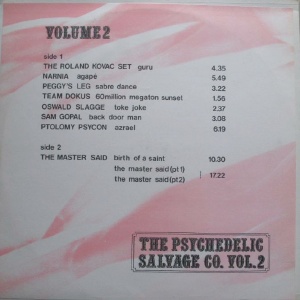 VOLUME 2
side 1
THE ROLAND KOVAC SET guru 4.35
NARNIA agapé 5.49
PEGGY'S LEG sabre dance 3.22
TEAM DOKUS 60million megaton sunset 1.56
OSWALD SLAGGE toke joke 2.37
SAM GOPAL back door man 3.08
PTOLOMY PSYCON azrael 6.19
side 2
THE MASTER SAID birth of a saint 10.30
the master said (pt 1)
the master said (pt 2) 17.22
THE PSYCHEDELIC
SALVAGE CO. VOL.2